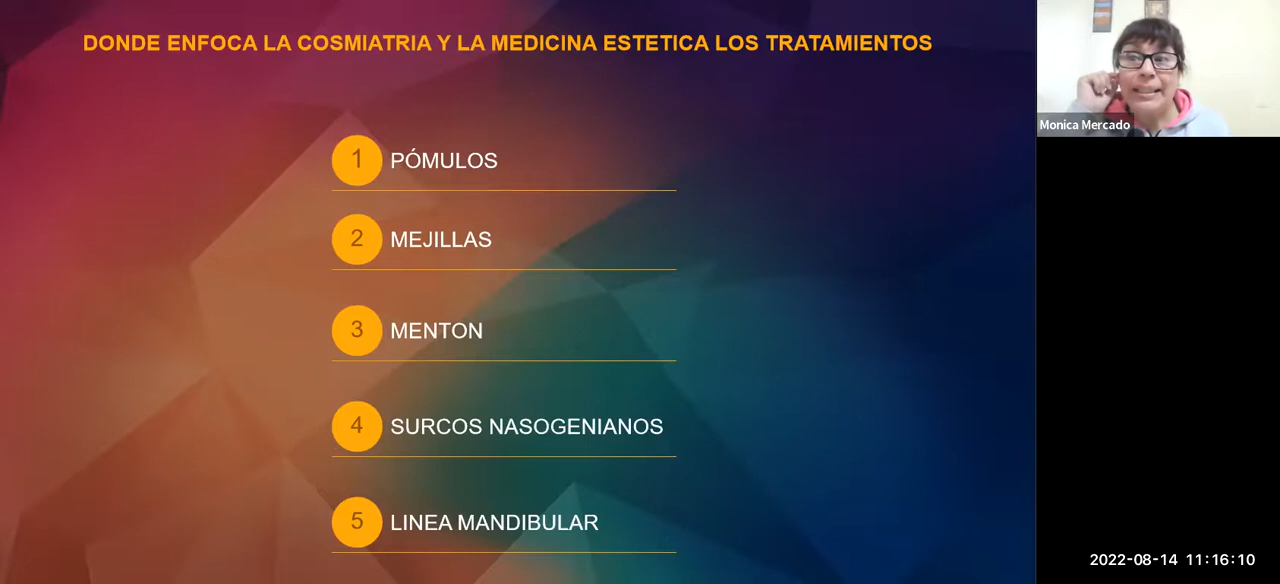 DONDE ENFOCA LA COSMIATRIA Y LA MEDICINA ESTETICA LOS TRATAMIENTOS
1 PÓMULOS
2 MEJILLAS
3 MENTON
4 SURCOS NASOGENIANOS
5 LINEA MANDIBULAR
Monica Mercado
2022-08-14 11:16:10